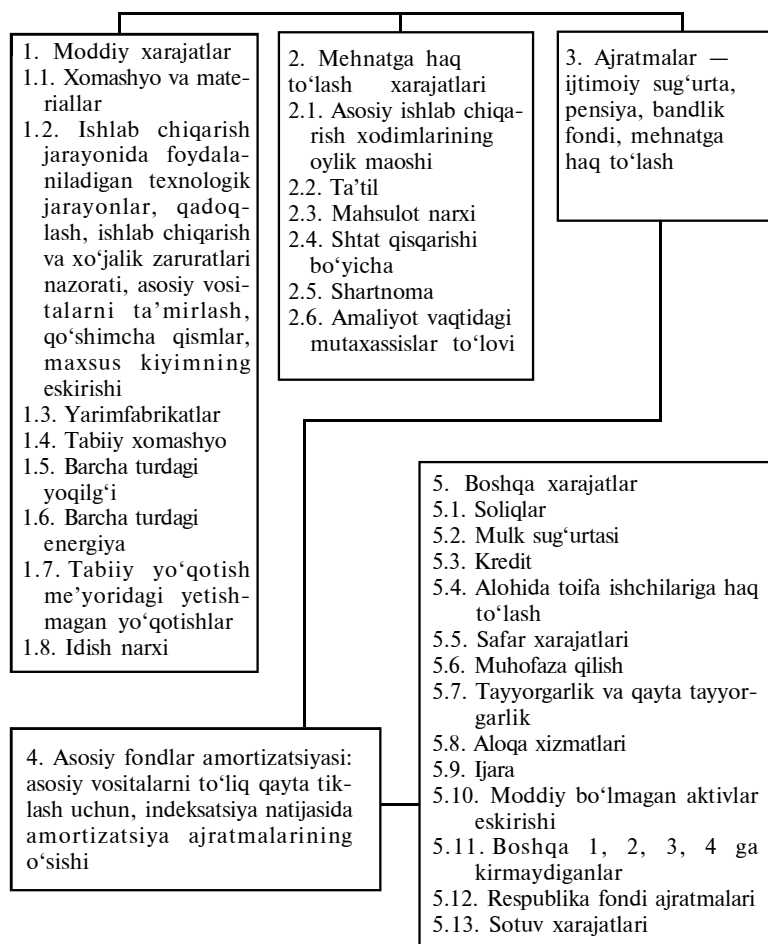 1. Moddiy xarajatlar
1.1. Xomashyo va mate-
riallar
1.2. Ishlab chiqarish
jarayonida foydala-
niladigan texnologik
jarayonlar, qadoq-
lash, ishlab chiqarish
va xo‘jalik zaruratlari
nazorati, asosiy vosi-
talarni ta’mirlash,
qo‘shimcha qismlar,
maxsus kiyimning
eskirishi
1.3. Yarimfabrikatlar
1.4. Tabiiy xomashyo
1.5. Barcha turdagi
yoqilg‘i
1.6. Barcha turdagi
energiya
1.7. Tabiiy yo‘qotish
me’yoridagi yetish-
magan yo‘qotishlar
1.8. Idish narxi
2. Mehnatga haq
to‘lash xarajatlari
2.1. Asosiy ishlab chiqa-
rish xodimlarining
oylik maoshi
2.2. Ta’til
2.3. Mahsulot narxi
2.4. Shtat qisqarishi
bo‘yicha
2.5. Shartnoma
2.6. Amaliyot vaqtidagi
mutaxassislar to‘lovi
3. Ajratmalar —
ijtimoiy sug‘urta,
pensiya, bandlik
fondi, mehnatga
haq to‘lash
4. Asosiy fondlar amortizatsiyasi:
asosiy vositalarni to‘liq qayta tik-
lash uchun, indeksatsiya natijasida
amortizatsiya ajratmalarining
o‘sishi
5. Boshqa xarajatlar
5.1. Soliqlar
5.2. Mulk sug‘urtasi
5.3. Kredit
5.4. Alohida toifa ishchilariga haq
to‘lash
5.5. Safar xarajatlari
5.6. Muhofaza qilish
5.7. Tayyorgarlik va qayta tayyor-
garlik
5.8. Aloqa xizmatlari
5.9. Ijara
5.10. Moddiy bo‘lmagan aktivlar
eskirishi
5.11. Boshqa 1, 2, 3, 4 ga
kirmaydiganlar
5.12. Respublika fondi ajratmalari
5.13. Sotuv xarajatlari